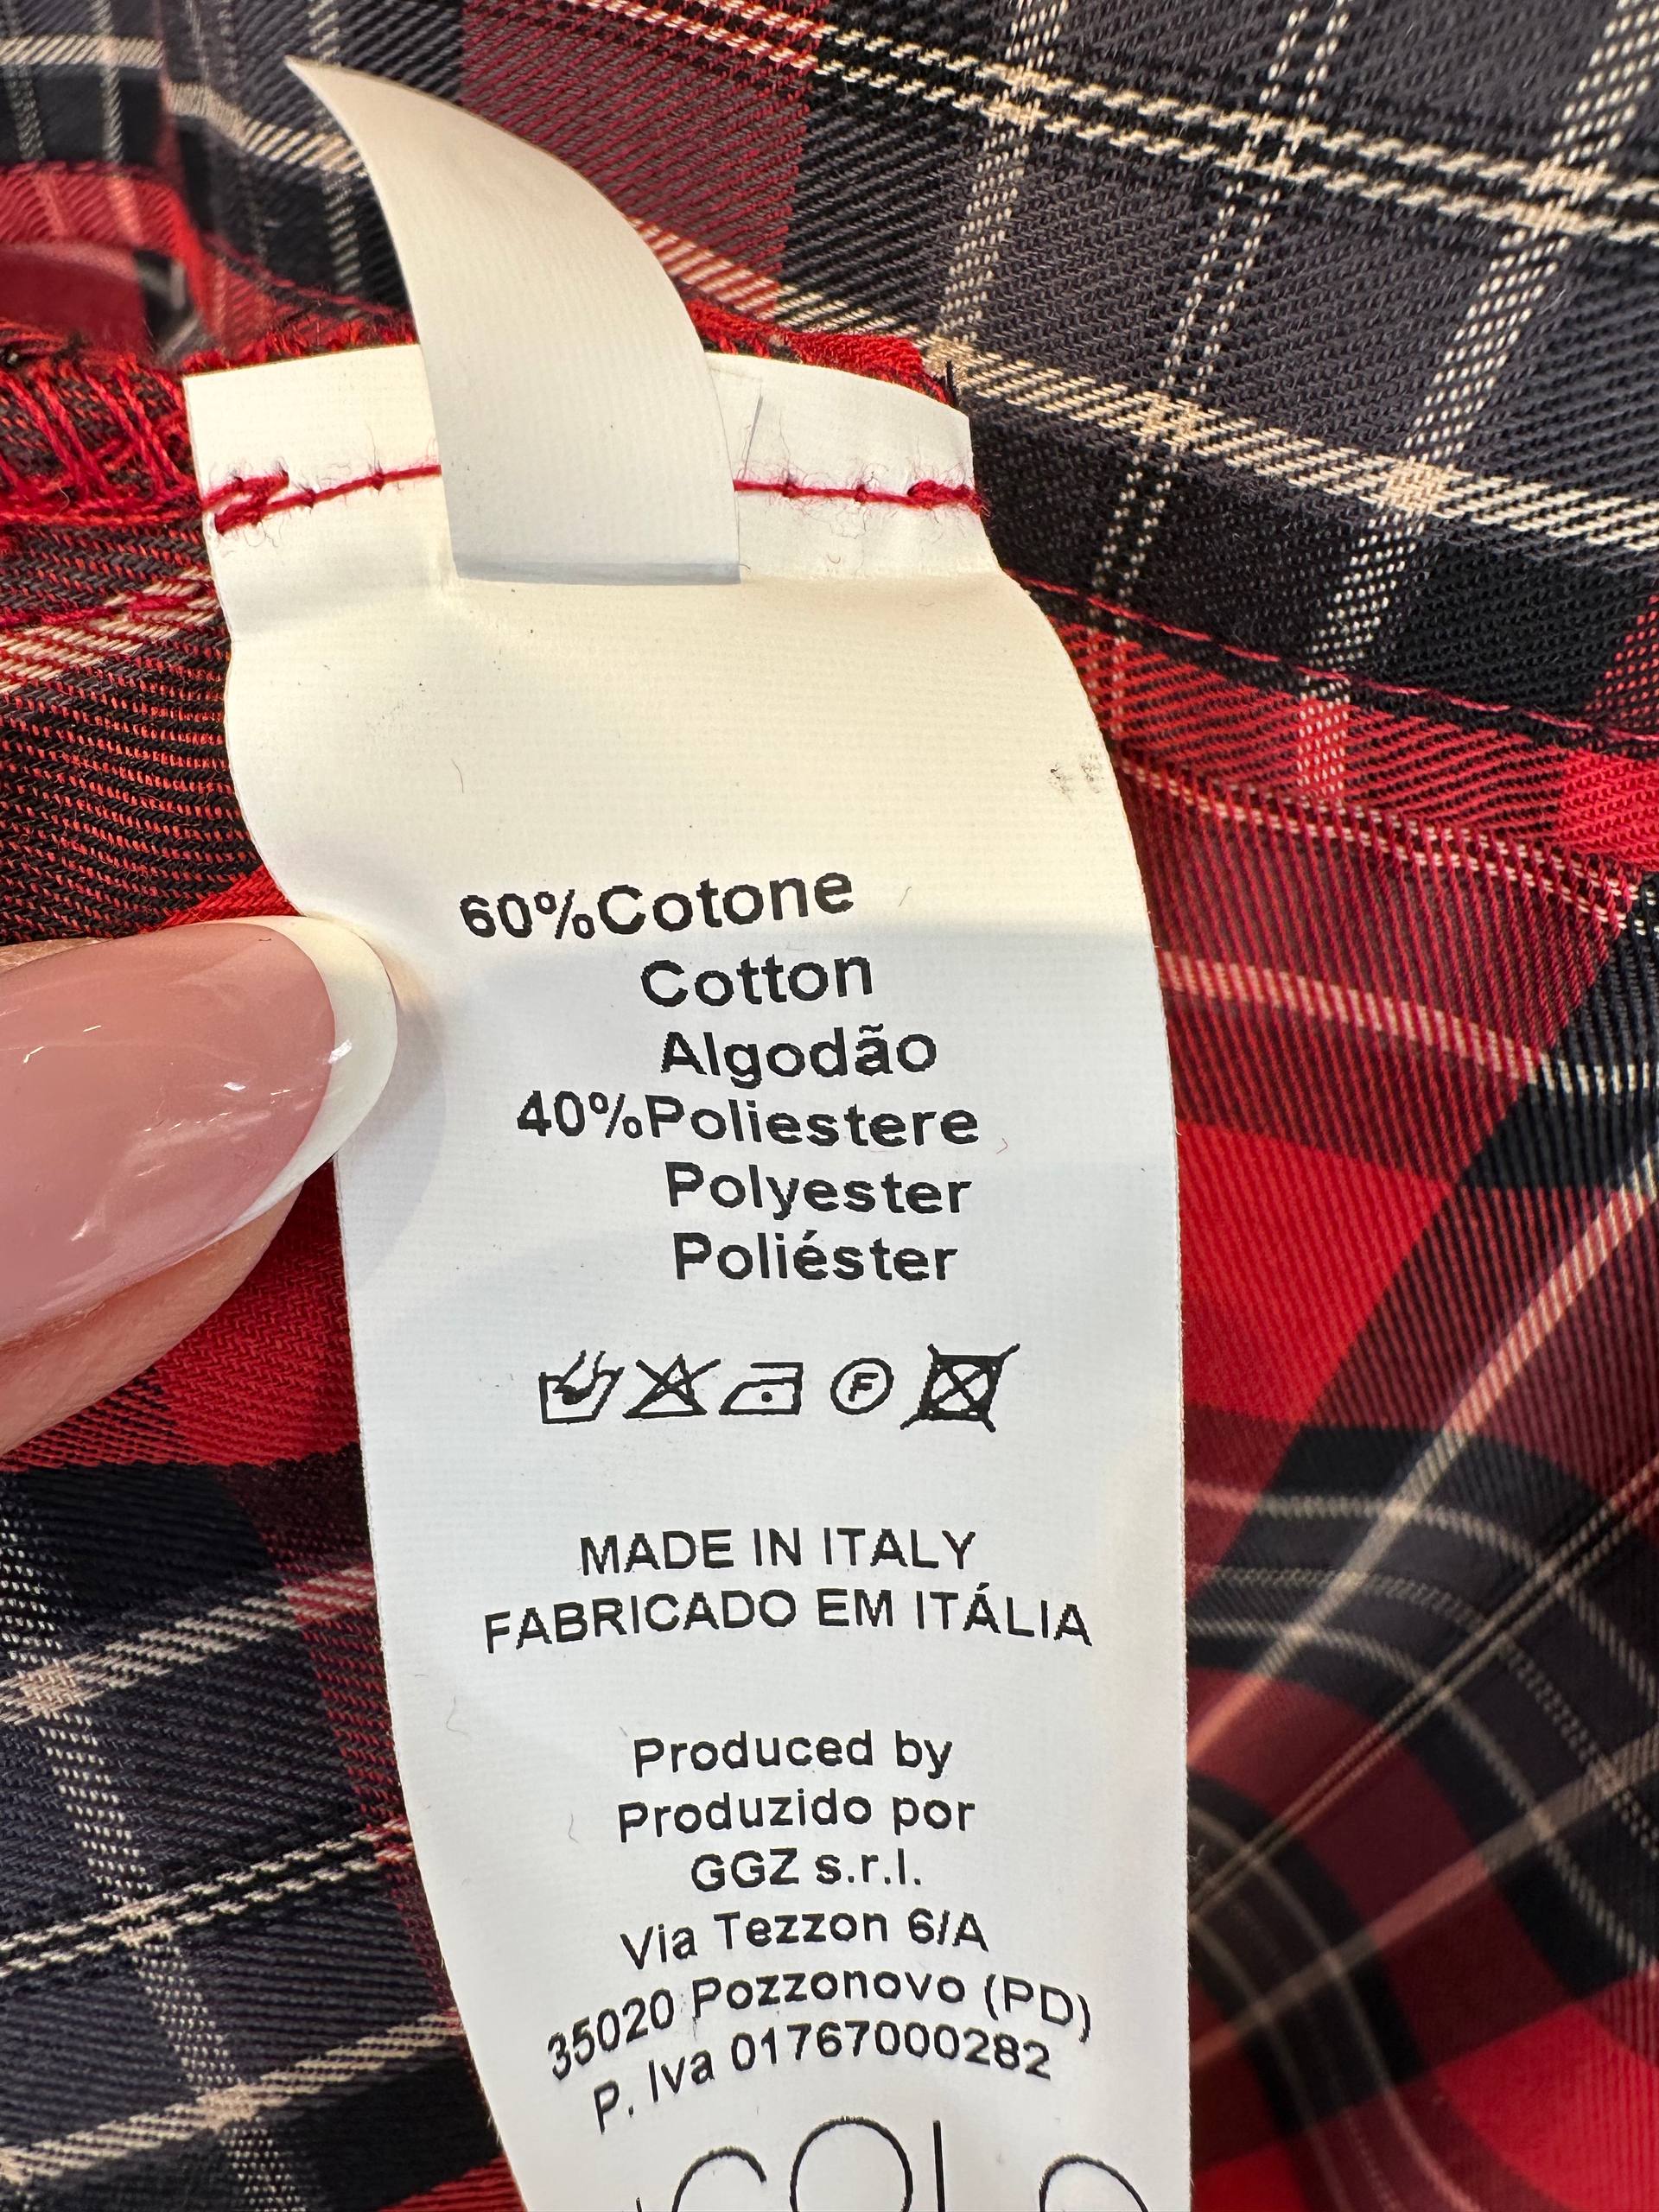 60%Cotone
Cotton
Algodão
40%Poliestere
Polyester
Poliéster
F
MADE IN ITALY
FABRICADO EM ITÁLIA
Produced by
Produzido por
GGZ s.r.l.
Via Tezzon 6/A
35020 Pozzonovo (PD)
P. Iva 01767000282